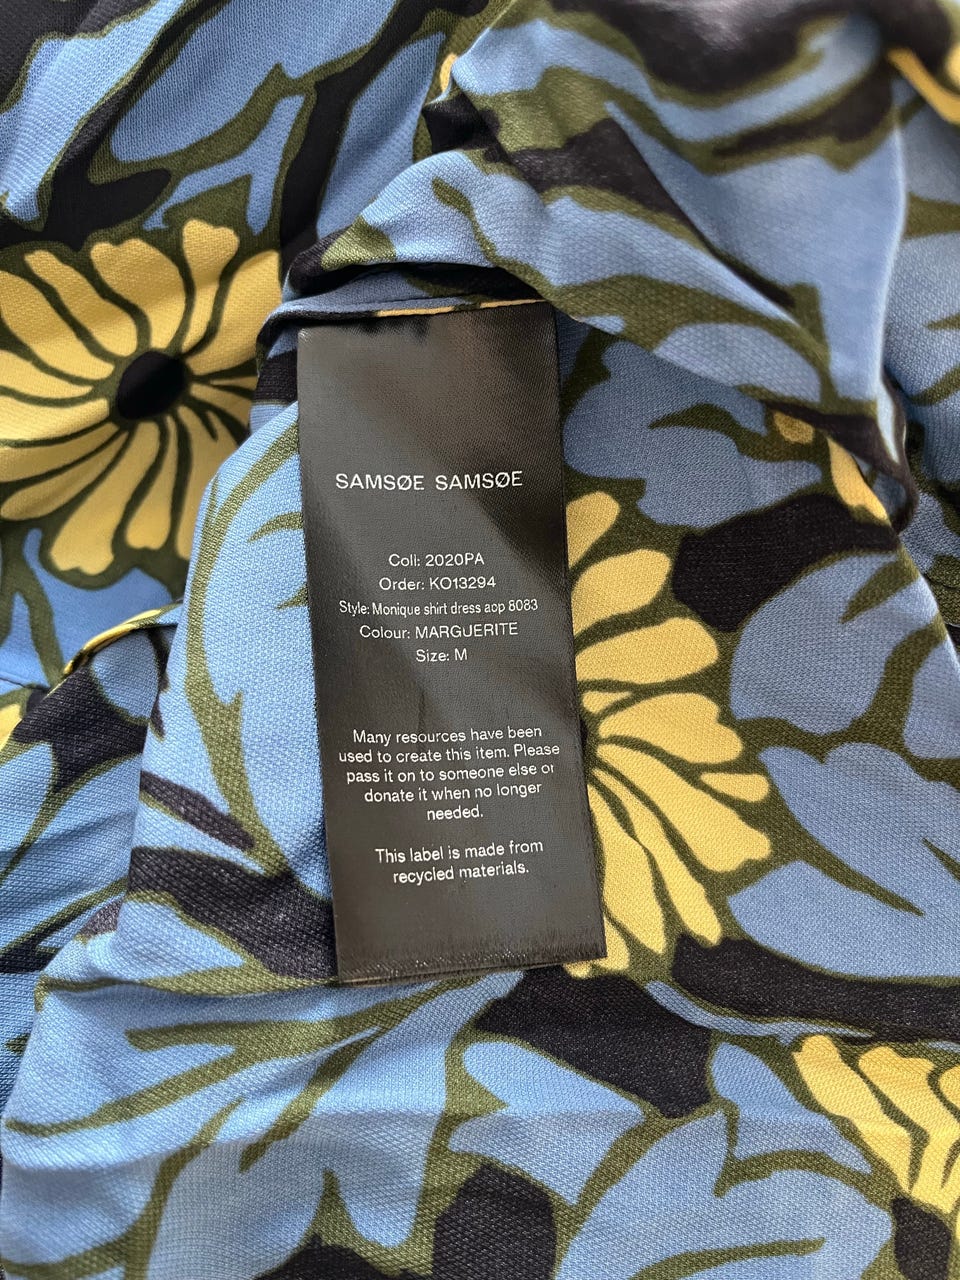 SAMSØE SAMSØE
Coll: 2020PA
Order: KO13294
Style: Monique shirt dress aop 8083
Colour: MARGUERITE
Size: M
Many resources have been
used to create this item. Please
pass it on to someone else or
donate it when no longer
needed.
This label is made from
recycled materials.